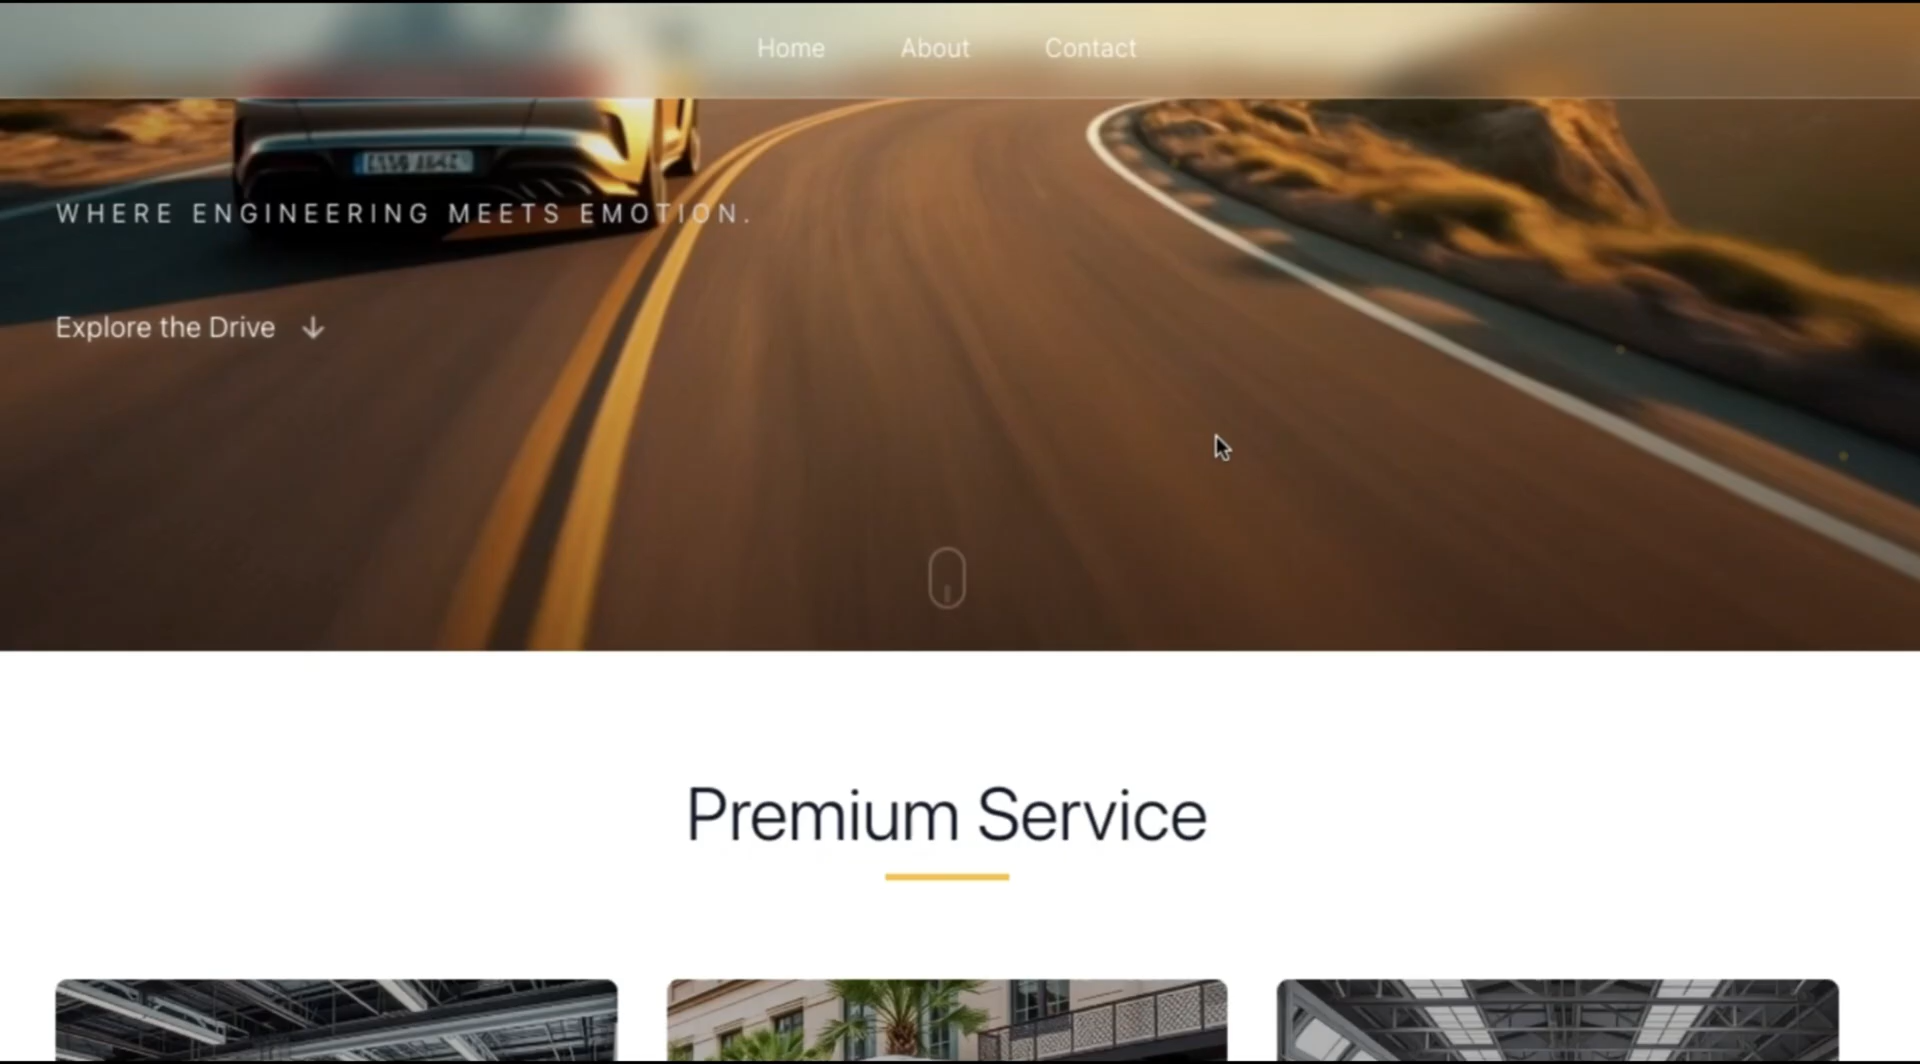 Home About Contact
WHERE ENGINEERING MEETS EMOTION.
Explore the Drive
Premium Service